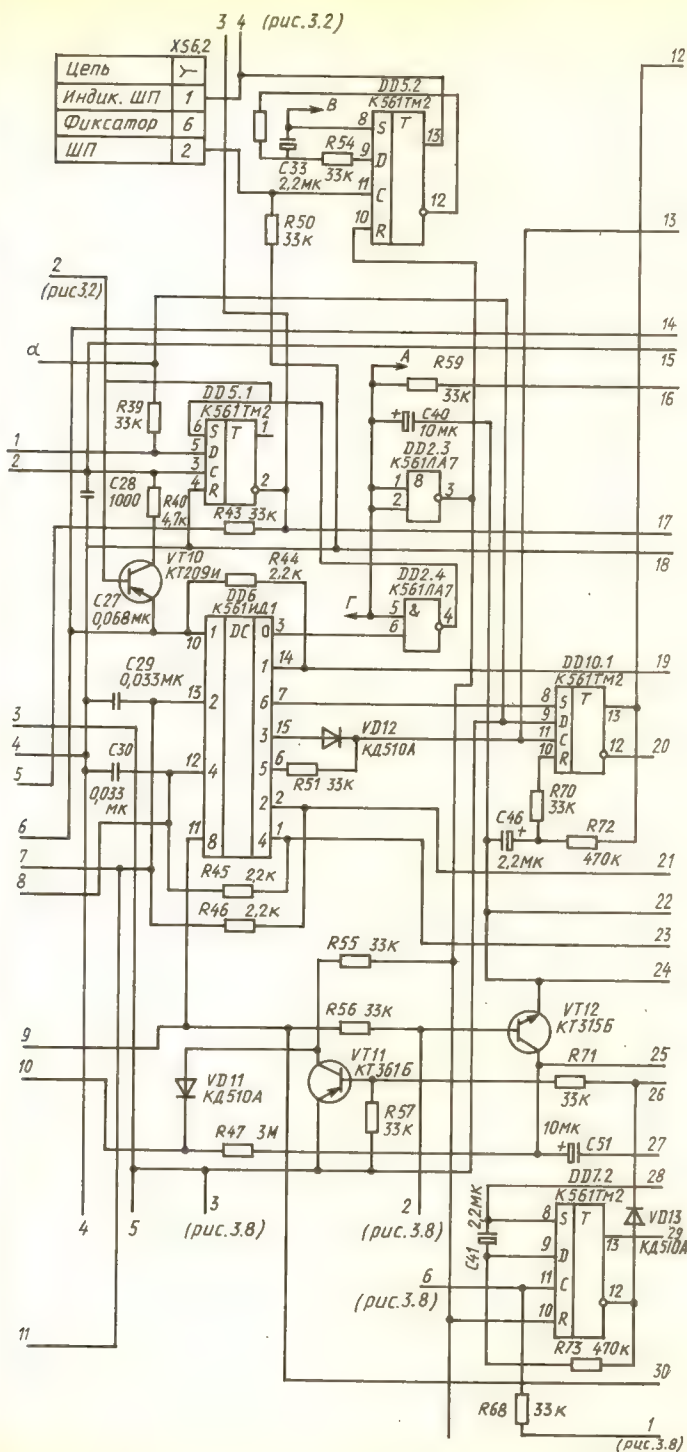 3 4 (рис.3.2)
XS6.2
Цепь
Индик. ШП 1
Фиксатор 6
ШП 2
DD5.2
К561Тм2
В
8 S T 13
9 D
11 C 12
10 R
R54
33к
C33
2,2мк
R50
33к
12
13
2
(рис3.2)
14
α
15
А
R59
33к
16
R39
33к
DD5.1
К561Тм2
6 S T 1
5 D
3 C
4 R 2
+ C40
10мк
DD2.3
К561ЛА7
1 8 3
2
1
2
C28
1000
R40
4,7к
R43 33к
17
18
VT10
КТ209И
R44
2,2к
DD2.4
К561ЛА7
Г
5 & 4
6
C27
0,068мк
DD6
К561ИД1
10 1 DC 0 3
1 14
13 2 6 7
3 15
12 4 5 6
2 2
11 8 4 1
C29
0,033мк
C30
0,033
мк
19
DD10.1
К561Тм2
8 S T 13
9 D
11 C
10 R 12
20
VD12
КД510А
R51 33к
3
4
5
6
7
8
R70
33к
C46 +
2,2мк
R72
470к
21
R45 2,2к
R46 2,2к
22
23
24
R55
33к
R56 33к
VT12
КТ315Б
9
10
VT11
КТ361Б
R71
33к
25
26
VD11
КД510А
R57
33к
R47 3М
10мк
+ C51
27
28
DD7.2
К561Тм2
4 5 3
(рис.3.8)
2
(рис.3.8)
2,2мк
C41
8 S T
9 D 13
11 C 12
10 R
VD13
КД510А
29
6
(рис.3.8)
11
R73 470к
30
R68 33к
1
(рис.3.8)